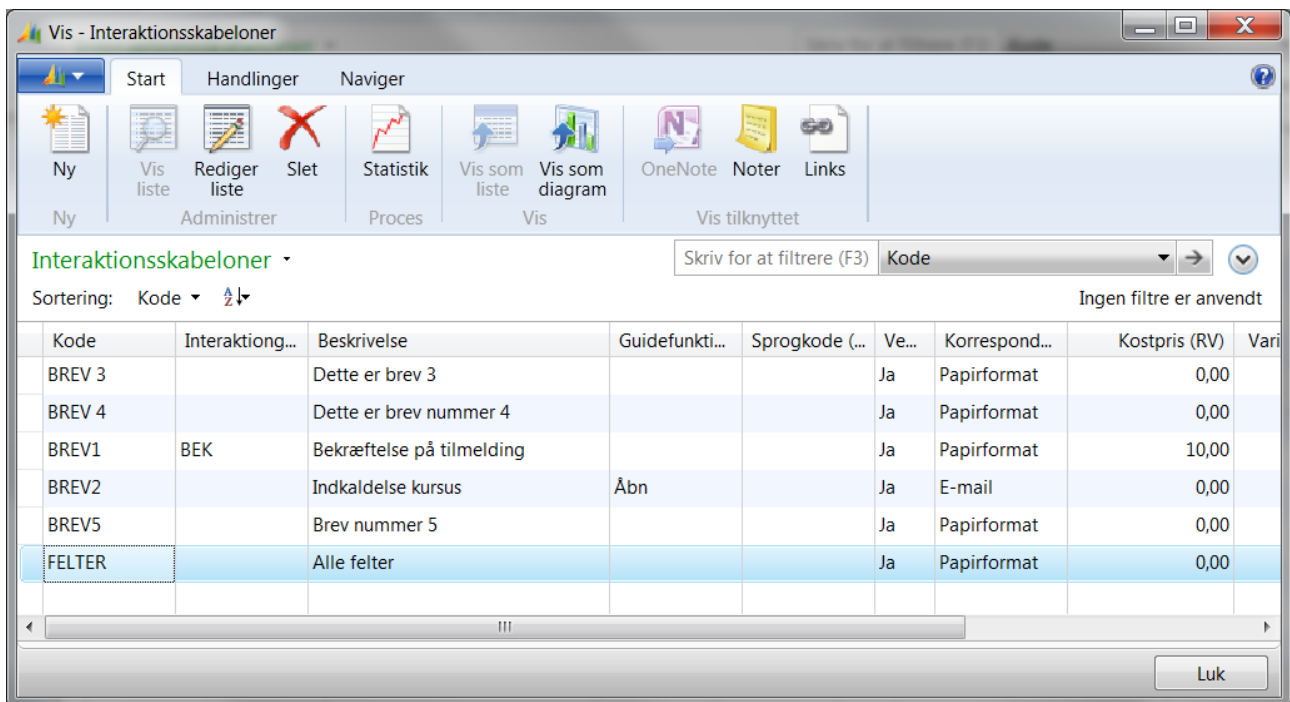 Vis - Interaktionsskabeloner
Start Handlinger Naviger
Ny Vis liste Rediger liste Slet Statistik Vis som liste Vis som diagram OneNote Noter Links
Ny Administrer Proces Vis Vis tilknyttet
Interaktionsskabeloner Skriv for at filtrere (F3) Kode
Sortering: Kode Ingen filtre er anvendt
Kode Interaktiong... Beskrivelse Guidefunkti... Sprogkode (... Ve... Korrespond... Kostpris (RV) Vari
BREV 3 Dette er brev 3 Ja Papirformat 0,00
BREV 4 Dette er brev nummer 4 Ja Papirformat 0,00
BREV1 BEK Bekræftelse på tilmelding Ja Papirformat 10,00
BREV2 Indkaldelse kursus Åbn Ja E-mail 0,00
BREV5 Brev nummer 5 Ja Papirformat 0,00
FELTER Alle felter Ja Papirformat 0,00
Luk